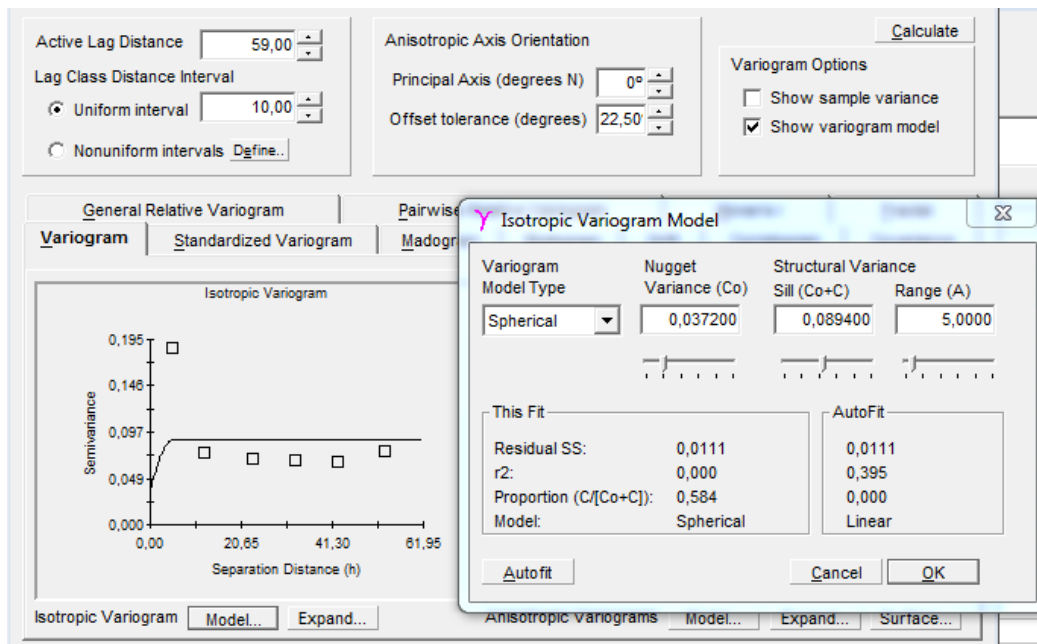 Active Lag Distance 59,00
Lag Class Distance Interval
Uniform interval 10,00
Nonuniform intervals Define..
Anisotropic Axis Orientation
Principal Axis (degrees N) 0º
Offset tolerance (degrees) 22,50
Calculate
Variogram Options
Show sample variance
Show variogram model
General Relative Variogram
Variogram
Standardized Variogram
Isotropic Variogram
0,195
0,146
0,097
0,049
0,000
Semivariance
0,00 20,65 41,30 61,95
Separation Distance (h)
Isotropic Variogram Model... Expand...
Anisotropic Variograms Model... Expand... Surface...
Isotropic Variogram Model
Variogram Nugget Structural Variance
Model Type Variance (Co) Sill (Co+C) Range (A)
Spherical 0,037200 0,089400 5,0000
This Fit AutoFit
Residual SS: 0,0111 0,0111
r2: 0,000 0,395
Proportion (C/[Co+C]): 0,584 0,000
Model: Spherical Linear
Autofit Cancel OK